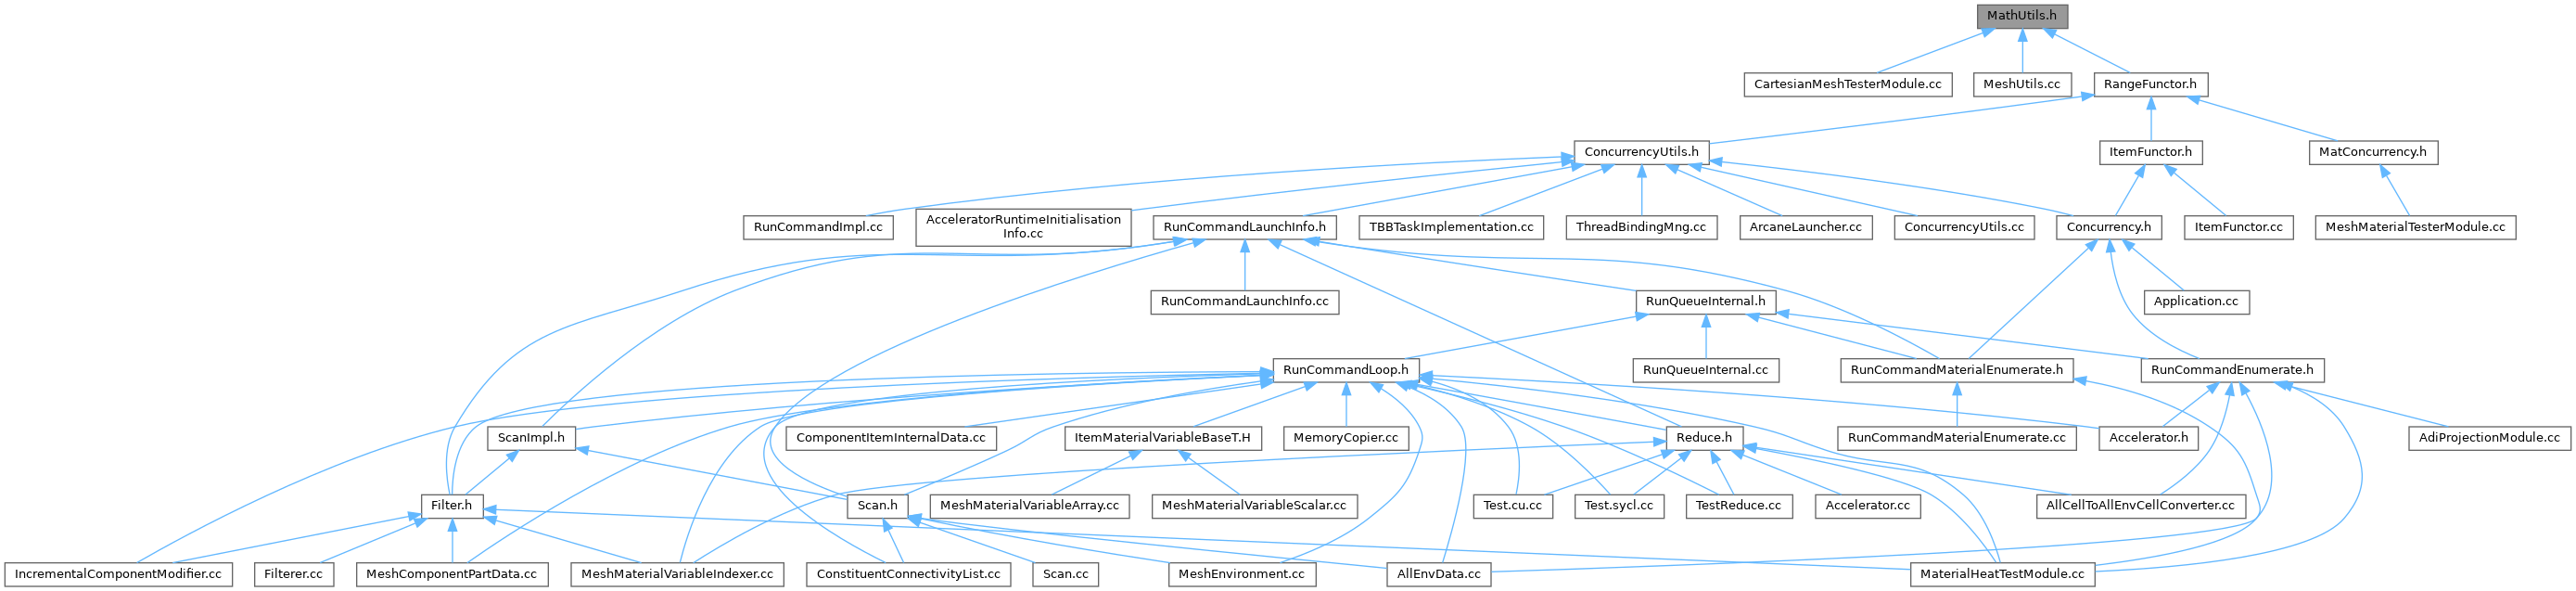 MathUtils.h
CartesianMeshTesterModule.cc
MeshUtils.cc
RangeFunctor.h
ConcurrencyUtils.h
ItemFunctor.h
MatConcurrency.h
RunCommandImpl.cc
AcceleratorRuntimeInitialisation
Info.cc
RunCommandLaunchInfo.h
TBBTaskImplementation.cc
ThreadBindingMng.cc
ArcaneLauncher.cc
ConcurrencyUtils.cc
Concurrency.h
ItemFunctor.cc
MeshMaterialTesterModule.cc
RunCommandLaunchInfo.cc
RunQueueInternal.h
Application.cc
RunCommandLoop.h
RunQueueInternal.cc
RunCommandMaterialEnumerate.h
RunCommandEnumerate.h
ScanImpl.h
ComponentItemInternalData.cc
ItemMaterialVariableBaseT.H
MemoryCopier.cc
Reduce.h
RunCommandMaterialEnumerate.cc
Accelerator.h
AdiProjectionModule.cc
Filter.h
Scan.h
MeshMaterialVariableArray.cc
MeshMaterialVariableScalar.cc
Test.cu.cc
Test.sycl.cc
TestReduce.cc
Accelerator.cc
AllCellToAllEnvCellConverter.cc
IncrementalComponentModifier.cc
Filterer.cc
MeshComponentPartData.cc
MeshMaterialVariableIndexer.cc
ConstituentConnectivityList.cc
Scan.cc
MeshEnvironment.cc
AllEnvData.cc
MaterialHeatTestModule.cc